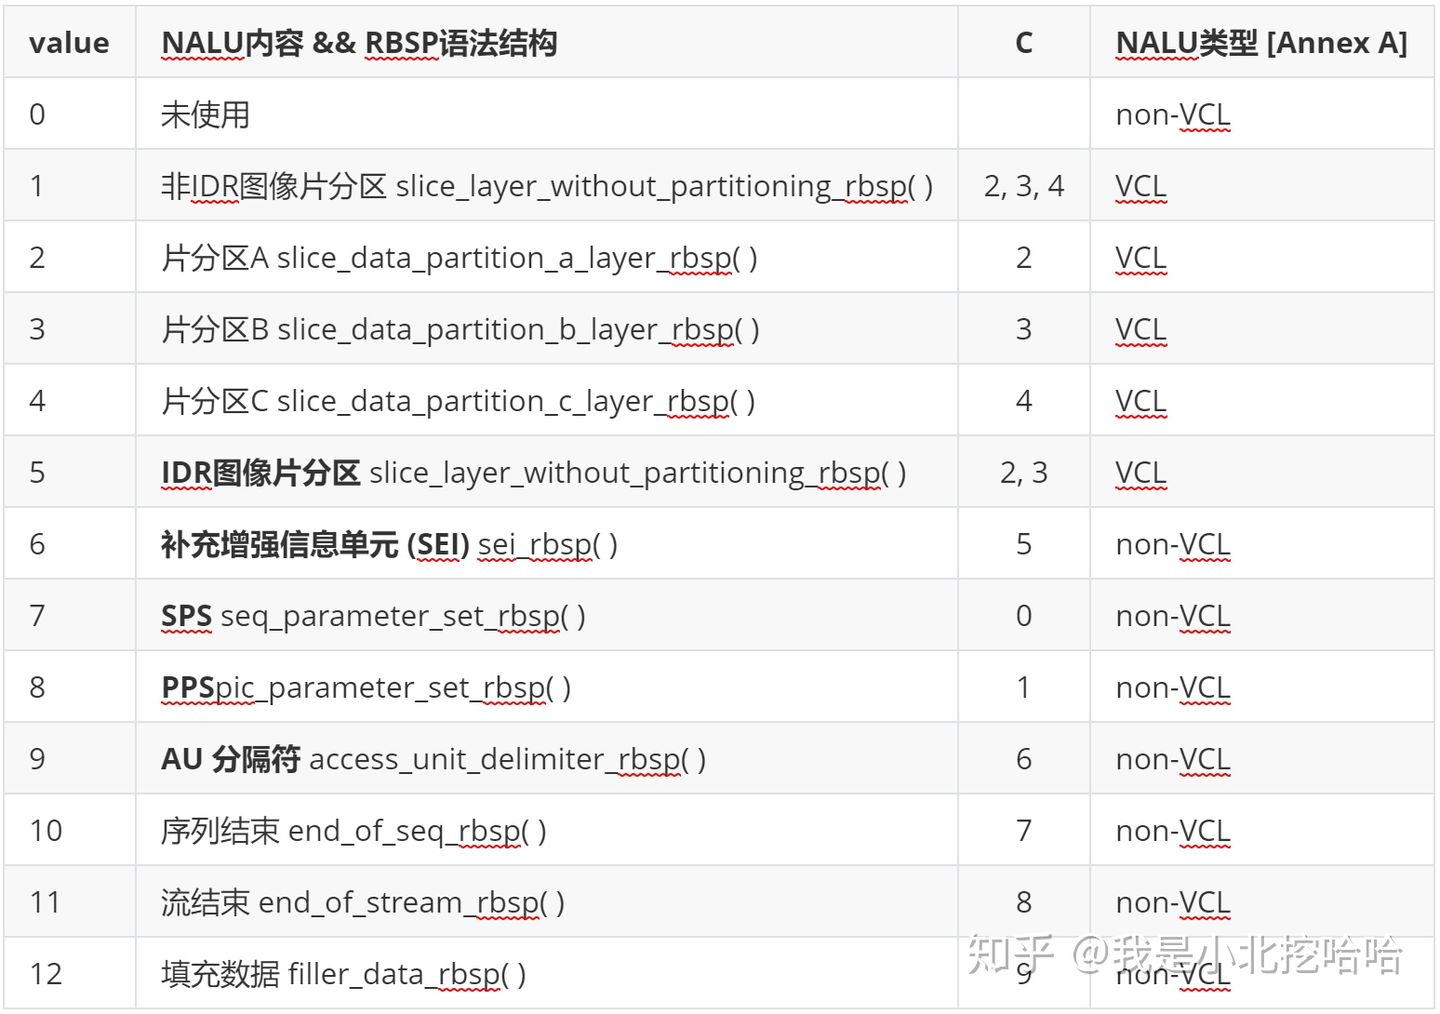 value NALU内容 && RBSP语法结构 C NALU类型 [Annex A]
0 未使用 non-VCL
1 非IDR图像片分区 slice_layer_without_partitioning_rbsp( ) 2, 3, 4 VCL
2 片分区A slice_data_partition_a_layer_rbsp( ) 2 VCL
3 片分区B slice_data_partition_b_layer_rbsp( ) 3 VCL
4 片分区C slice_data_partition_c_layer_rbsp( ) 4 VCL
5 IDR图像片分区 slice_layer_without_partitioning_rbsp( ) 2, 3 VCL
6 补充增强信息单元 (SEI) sei_rbsp( ) 5 non-VCL
7 SPS seq_parameter_set_rbsp( ) 0 non-VCL
8 PPSpic_parameter_set_rbsp( ) 1 non-VCL
9 AU 分隔符 access_unit_delimiter_rbsp( ) 6 non-VCL
10 序列结束 end_of_seq_rbsp( ) 7 non-VCL
11 流结束 end_of_stream_rbsp( ) 8 non-VCL
12 填充数据 filler_data_rbsp( ) 9 non-VCL
知乎 @我是小北挖哈哈